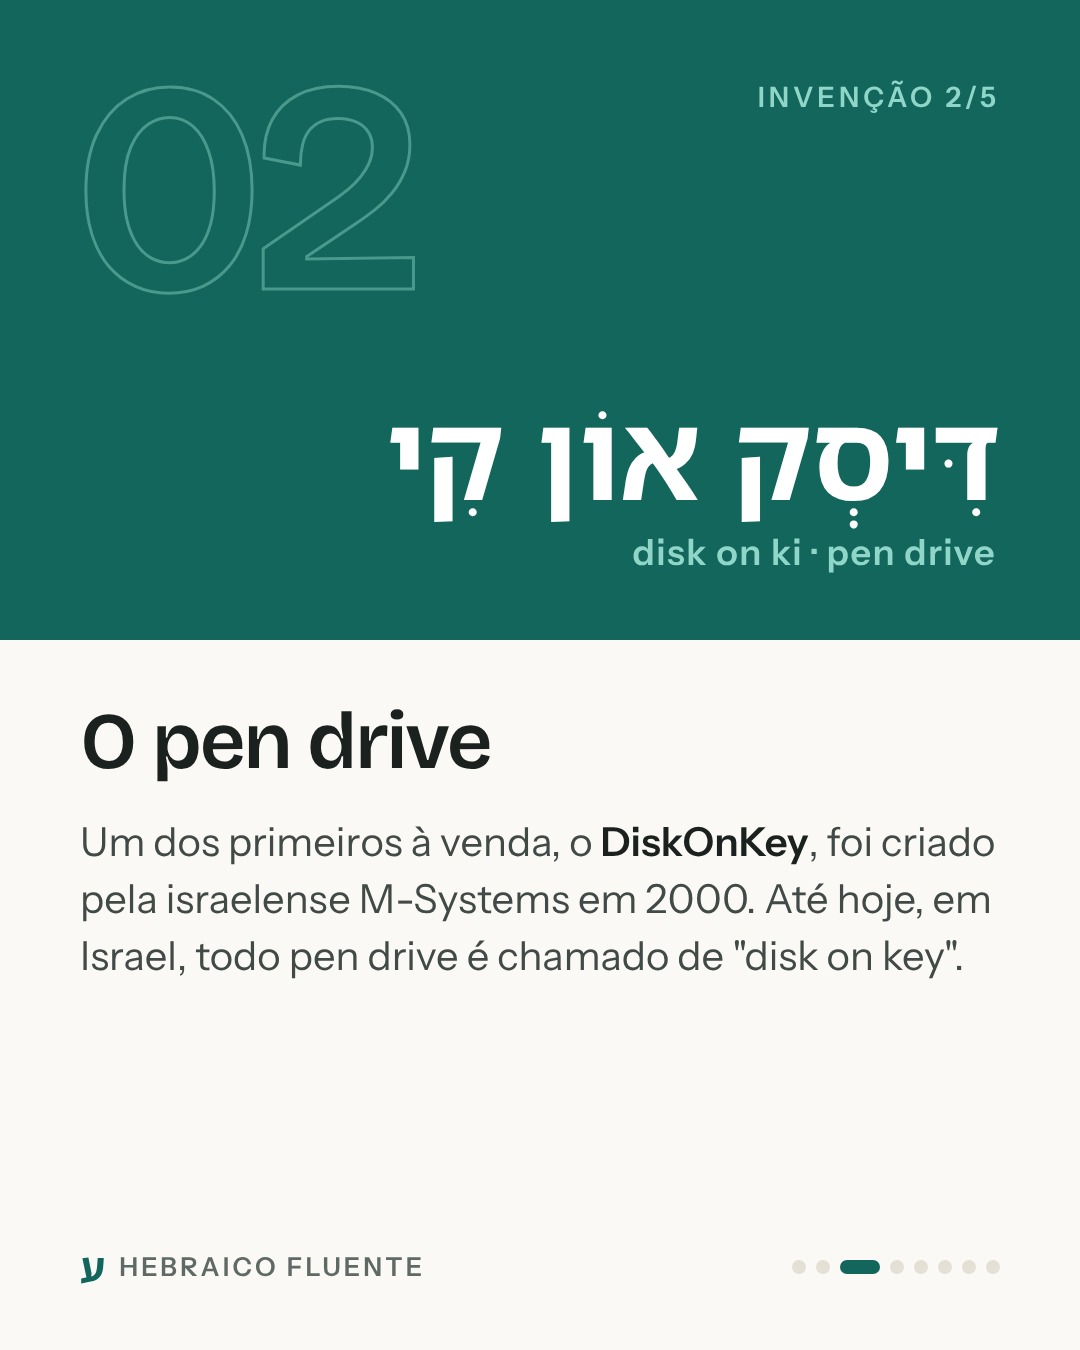 02
INVENÇÃO 2/5
דִּיסְק אוֹן קִי
disk on ki · pen drive
O pen drive
Um dos primeiros à venda, o DiskOnKey, foi criado
pela israelense M-Systems em 2000. Até hoje, em
Israel, todo pen drive é chamado de "disk on key".
ע HEBRAICO FLUENTE